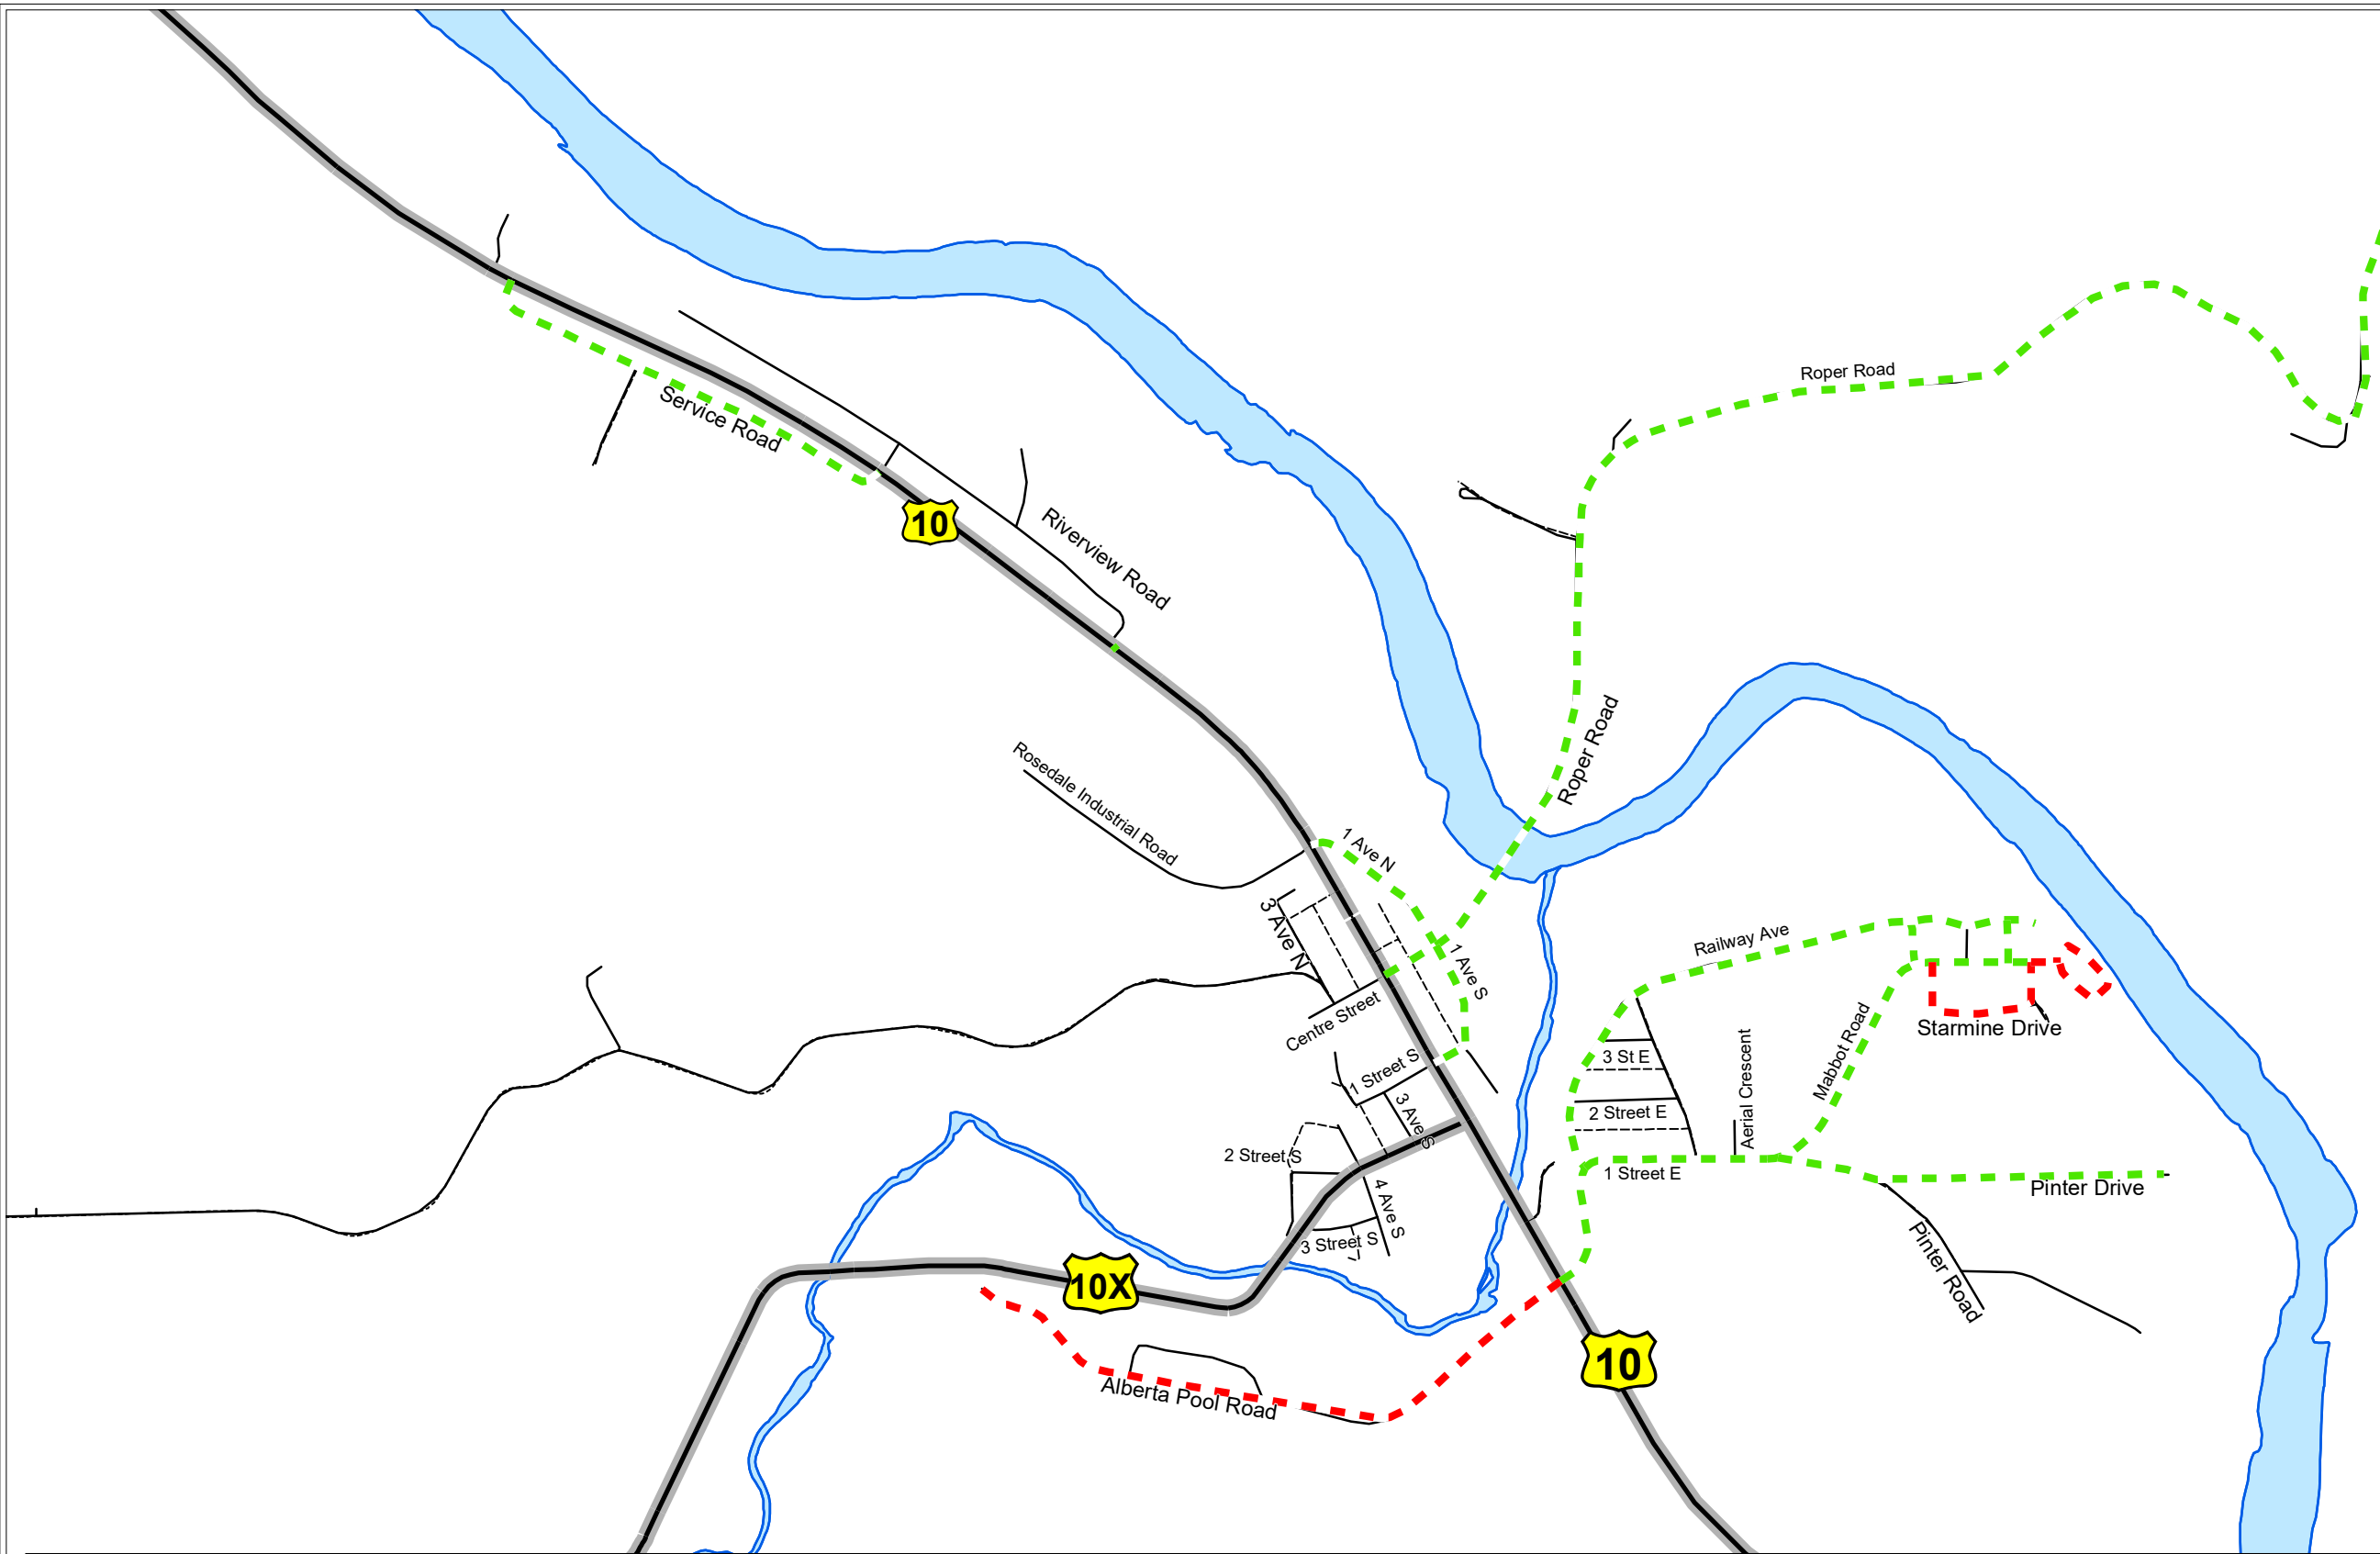 Roper Road
Service Road
10
Riverview Road
Roper Road
Rosedale Industrial Road
1 Ave N
3 Ave N
1 Ave S
Railway Ave
Centre Street
Starmine Drive
Mabbot Road
Aerial Crescent
3 St E
1 Street S
2 Street E
3 Ave S
2 Street S
1 Street E
Pinter Drive
4 Ave S
3 Street S
Pinter Road
10X
10
Alberta Pool Road